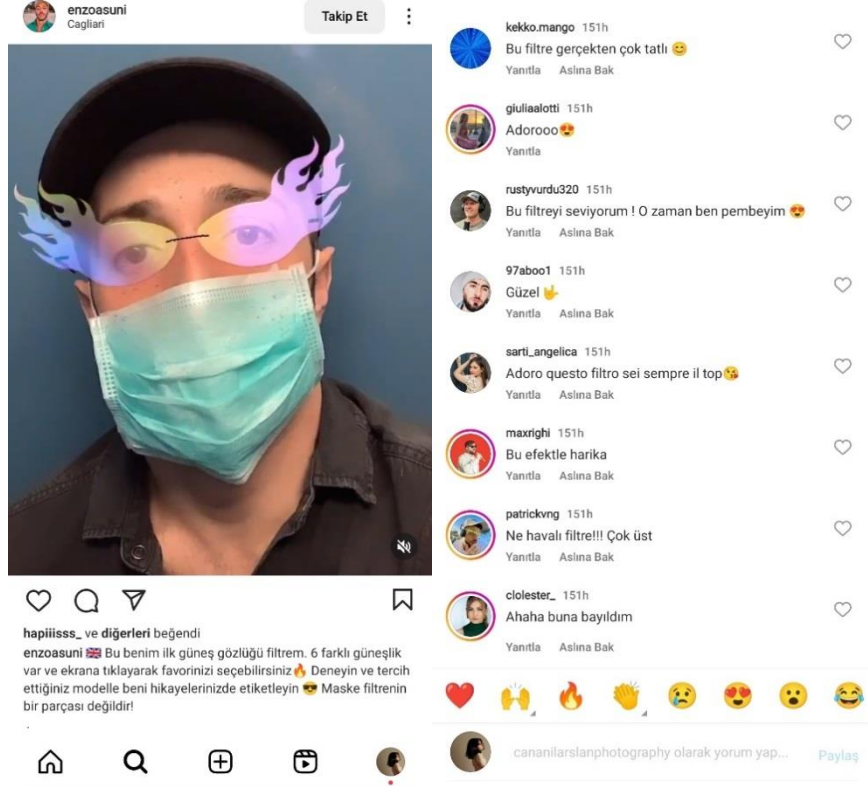 enzoasuni
Cagliari
Takip Et
hapiiisss_ ve diğerleri beğendi
enzoasuni 🇬🇧 Bu benim ilk güneş gözlüğü filtrem. 6 farklı güneşlik
var ve ekrana tıklayarak favorinizi seçebilirsiniz🔥 Deneyin ve tercih
ettiğiniz modelle beni hikayelerinizde etiketleyin 😎 Maske filtrenin
bir parçası değildir!
.
kekko.mango 151h
Bu filtre gerçekten çok tatlı 😊
Yanıtla Aslına Bak
giuliaalotti 151h
Adorooo😍
Yanıtla
rustyvurdu320 151h
Bu filtreyi seviyorum ! O zaman ben pembeyim 😍
Yanıtla Aslına Bak
97aboo1 151h
Güzel 🤟
Yanıtla Aslına Bak
sarti_angelica 151h
Adoro questo filtro sei sempre il top😘
Yanıtla Aslına Bak
maxrighi 151h
Bu efektle harika
Yanıtla Aslına Bak
patrickvng 151h
Ne havalı filtre!!! Çok üst
Yanıtla Aslına Bak
clolester_ 151h
Ahaha buna bayıldım
Yanıtla Aslına Bak
cananilarslanphotography olarak yorum yap...
Paylaş